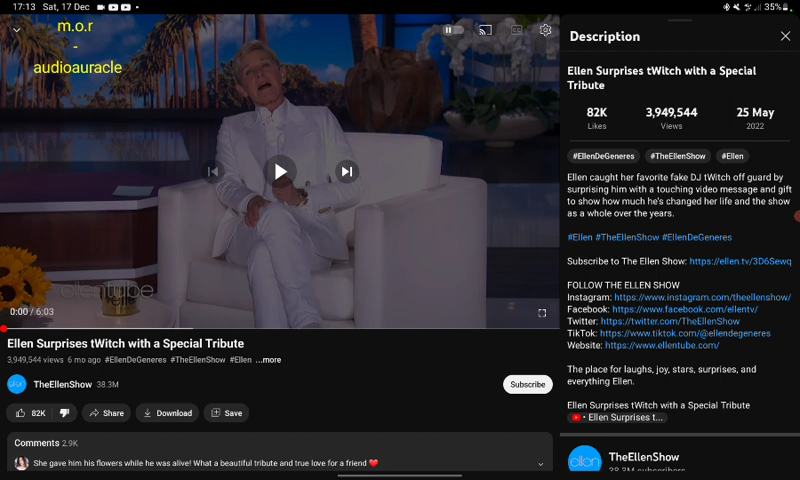 17:13 Sat, 17 Dec
35%
m.o.r
-
audioauracle
ellentube
0:00 / 6:03
Ellen Surprises tWitch with a Special Tribute
3,949,544 views 6 mo ago #EllenDeGeneres #TheEllenShow #Ellen ...more
TheEllenShow 38.3M
Subscribe
82K
Share
Download
Save
Comments 2.9K
She gave him his flowers while he was alive! What a beautiful tribute and true love for a friend ❤️
Description
Ellen Surprises tWitch with a Special
Tribute
82K 3,949,544 25 May
Likes Views 2022
#EllenDeGeneres #TheEllenShow #Ellen
Ellen caught her favorite fake DJ tWitch off guard by
surprising him with a touching video message and gift
to show how much he's changed her life and the show
as a whole over the years.
#Ellen #TheEllenShow #EllenDeGeneres
Subscribe to The Ellen Show: https://ellen.tv/3D6Sewq
FOLLOW THE ELLEN SHOW
Instagram: https://www.instagram.com/theellenshow/
Facebook: https://www.facebook.com/ellentv/
Twitter: https://twitter.com/TheEllenShow
TikTok: https://www.tiktok.com/@ellendegeneres
Website: https://www.ellentube.com/
The place for laughs, joy, stars, surprises, and
everything Ellen.
Ellen Surprises tWitch with a Special Tribute
• Ellen Surprises t...
TheEllenShow
38.3M subscribers